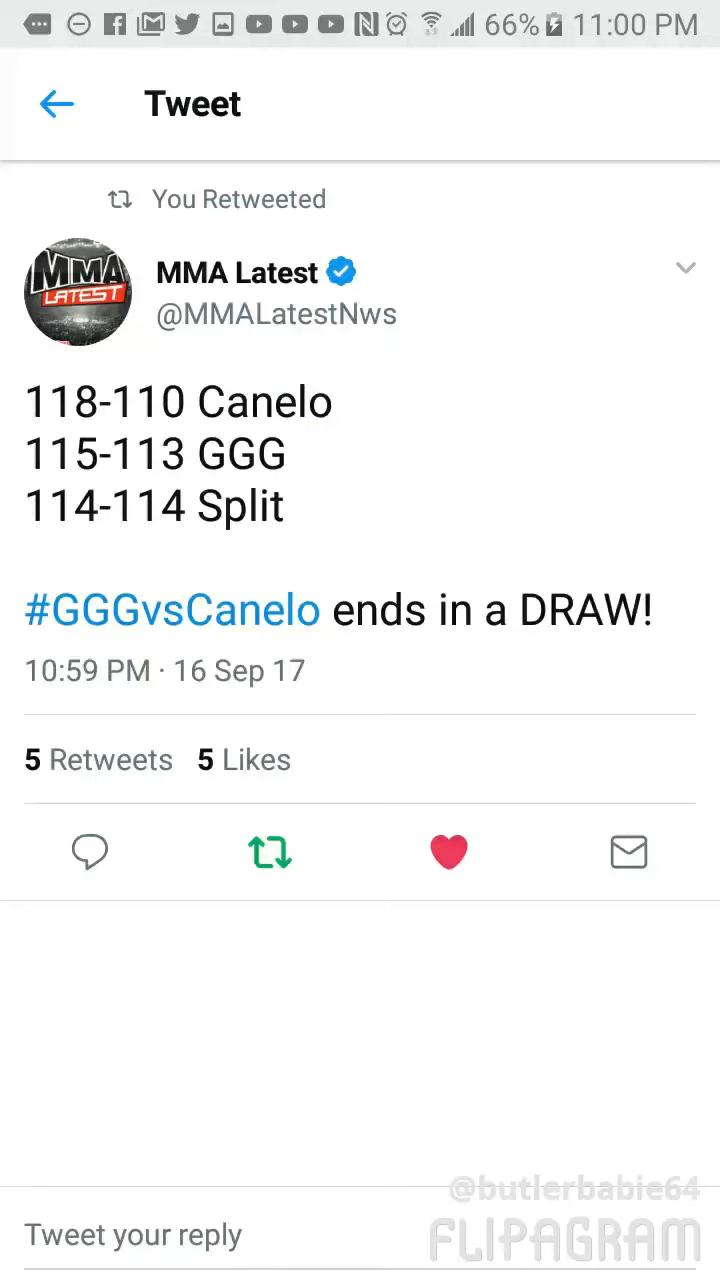 66% 11:00 PM
Tweet
You Retweeted
MMA LATEST
MMA Latest
@MMALatestNws
118-110 Canelo
115-113 GGG
114-114 Split
#GGGvsCanelo ends in a DRAW!
10:59 PM · 16 Sep 17
5 Retweets 5 Likes
@butlerbabie64
Tweet your reply
FLIPAGRAM